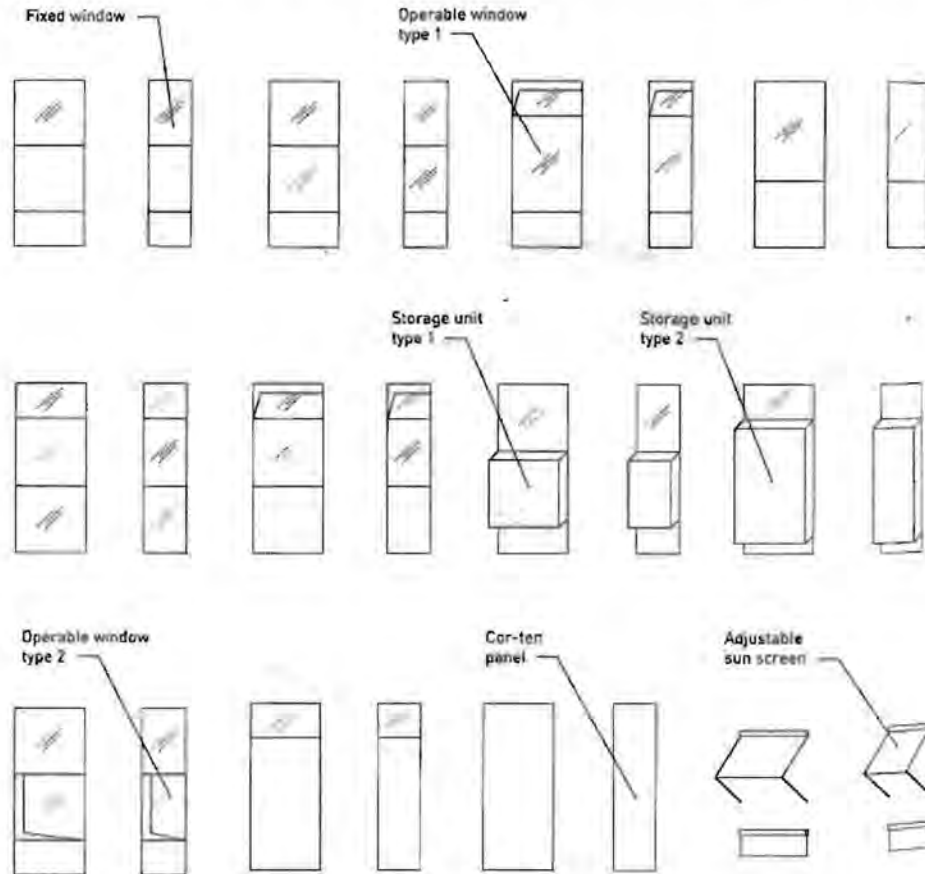 Fixed window
Operable window
type 1
Storage unit
type 1
Storage unit
type 2
Operable window
type 2
Cor-ten
panel
Adjustable
sun screen